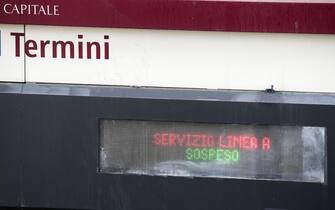 CAPITALE
Termini
SERVIZIO LINEA A
SOSPESO